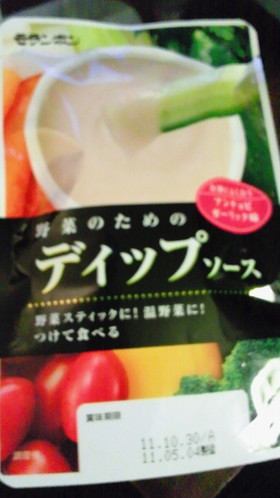 モランボン
野菜のための
ディップソース
アンチョビ
ガーリック味
野菜スティックに!温野菜に!
つけて食べる
賞味期限
11.10.30/A
11.05.04製造